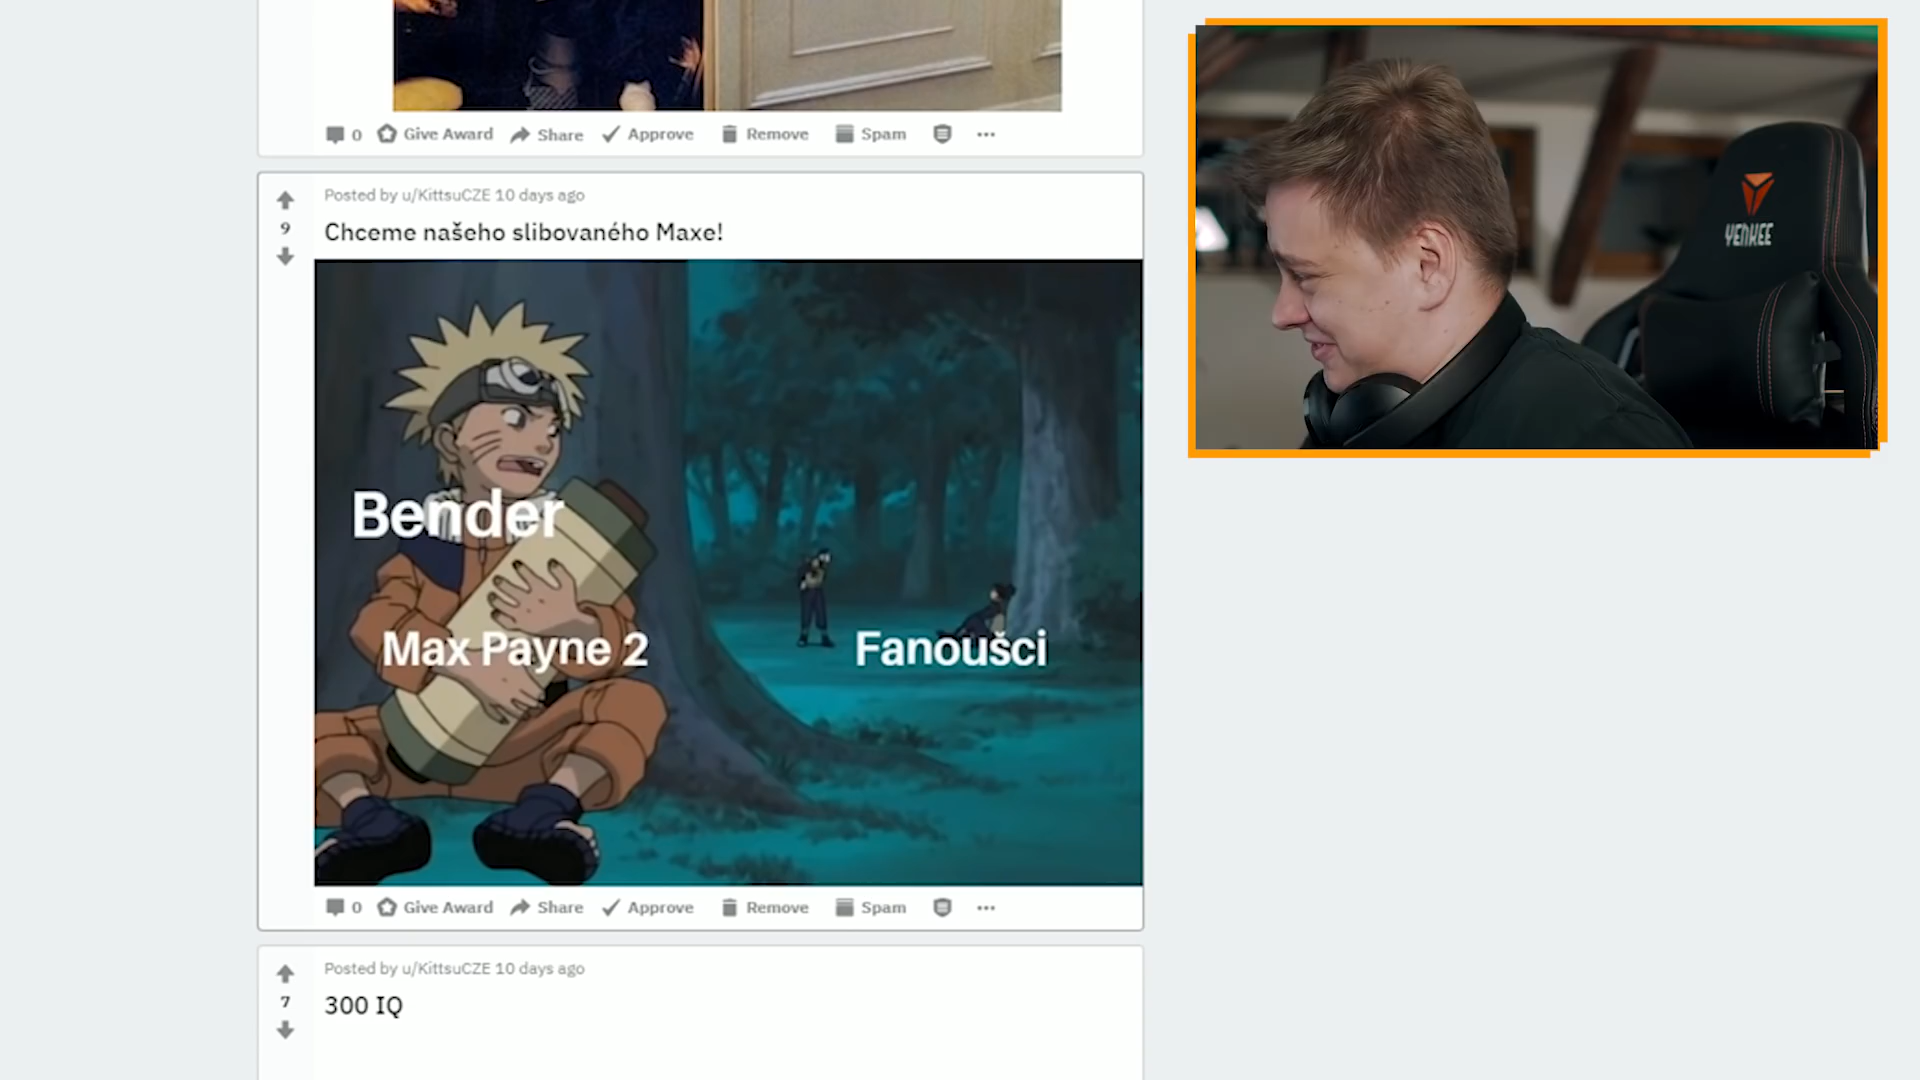 0 Give Award Share Approve Remove Spam
Posted by u/KittsuCZE 10 days ago
9
Chceme našeho slibovaného Maxe!
Bender
Max Payne 2
Fanoušci
0 Give Award Share Approve Remove Spam
Posted by u/KittsuCZE 10 days ago
7
300 IQ
YENKEE